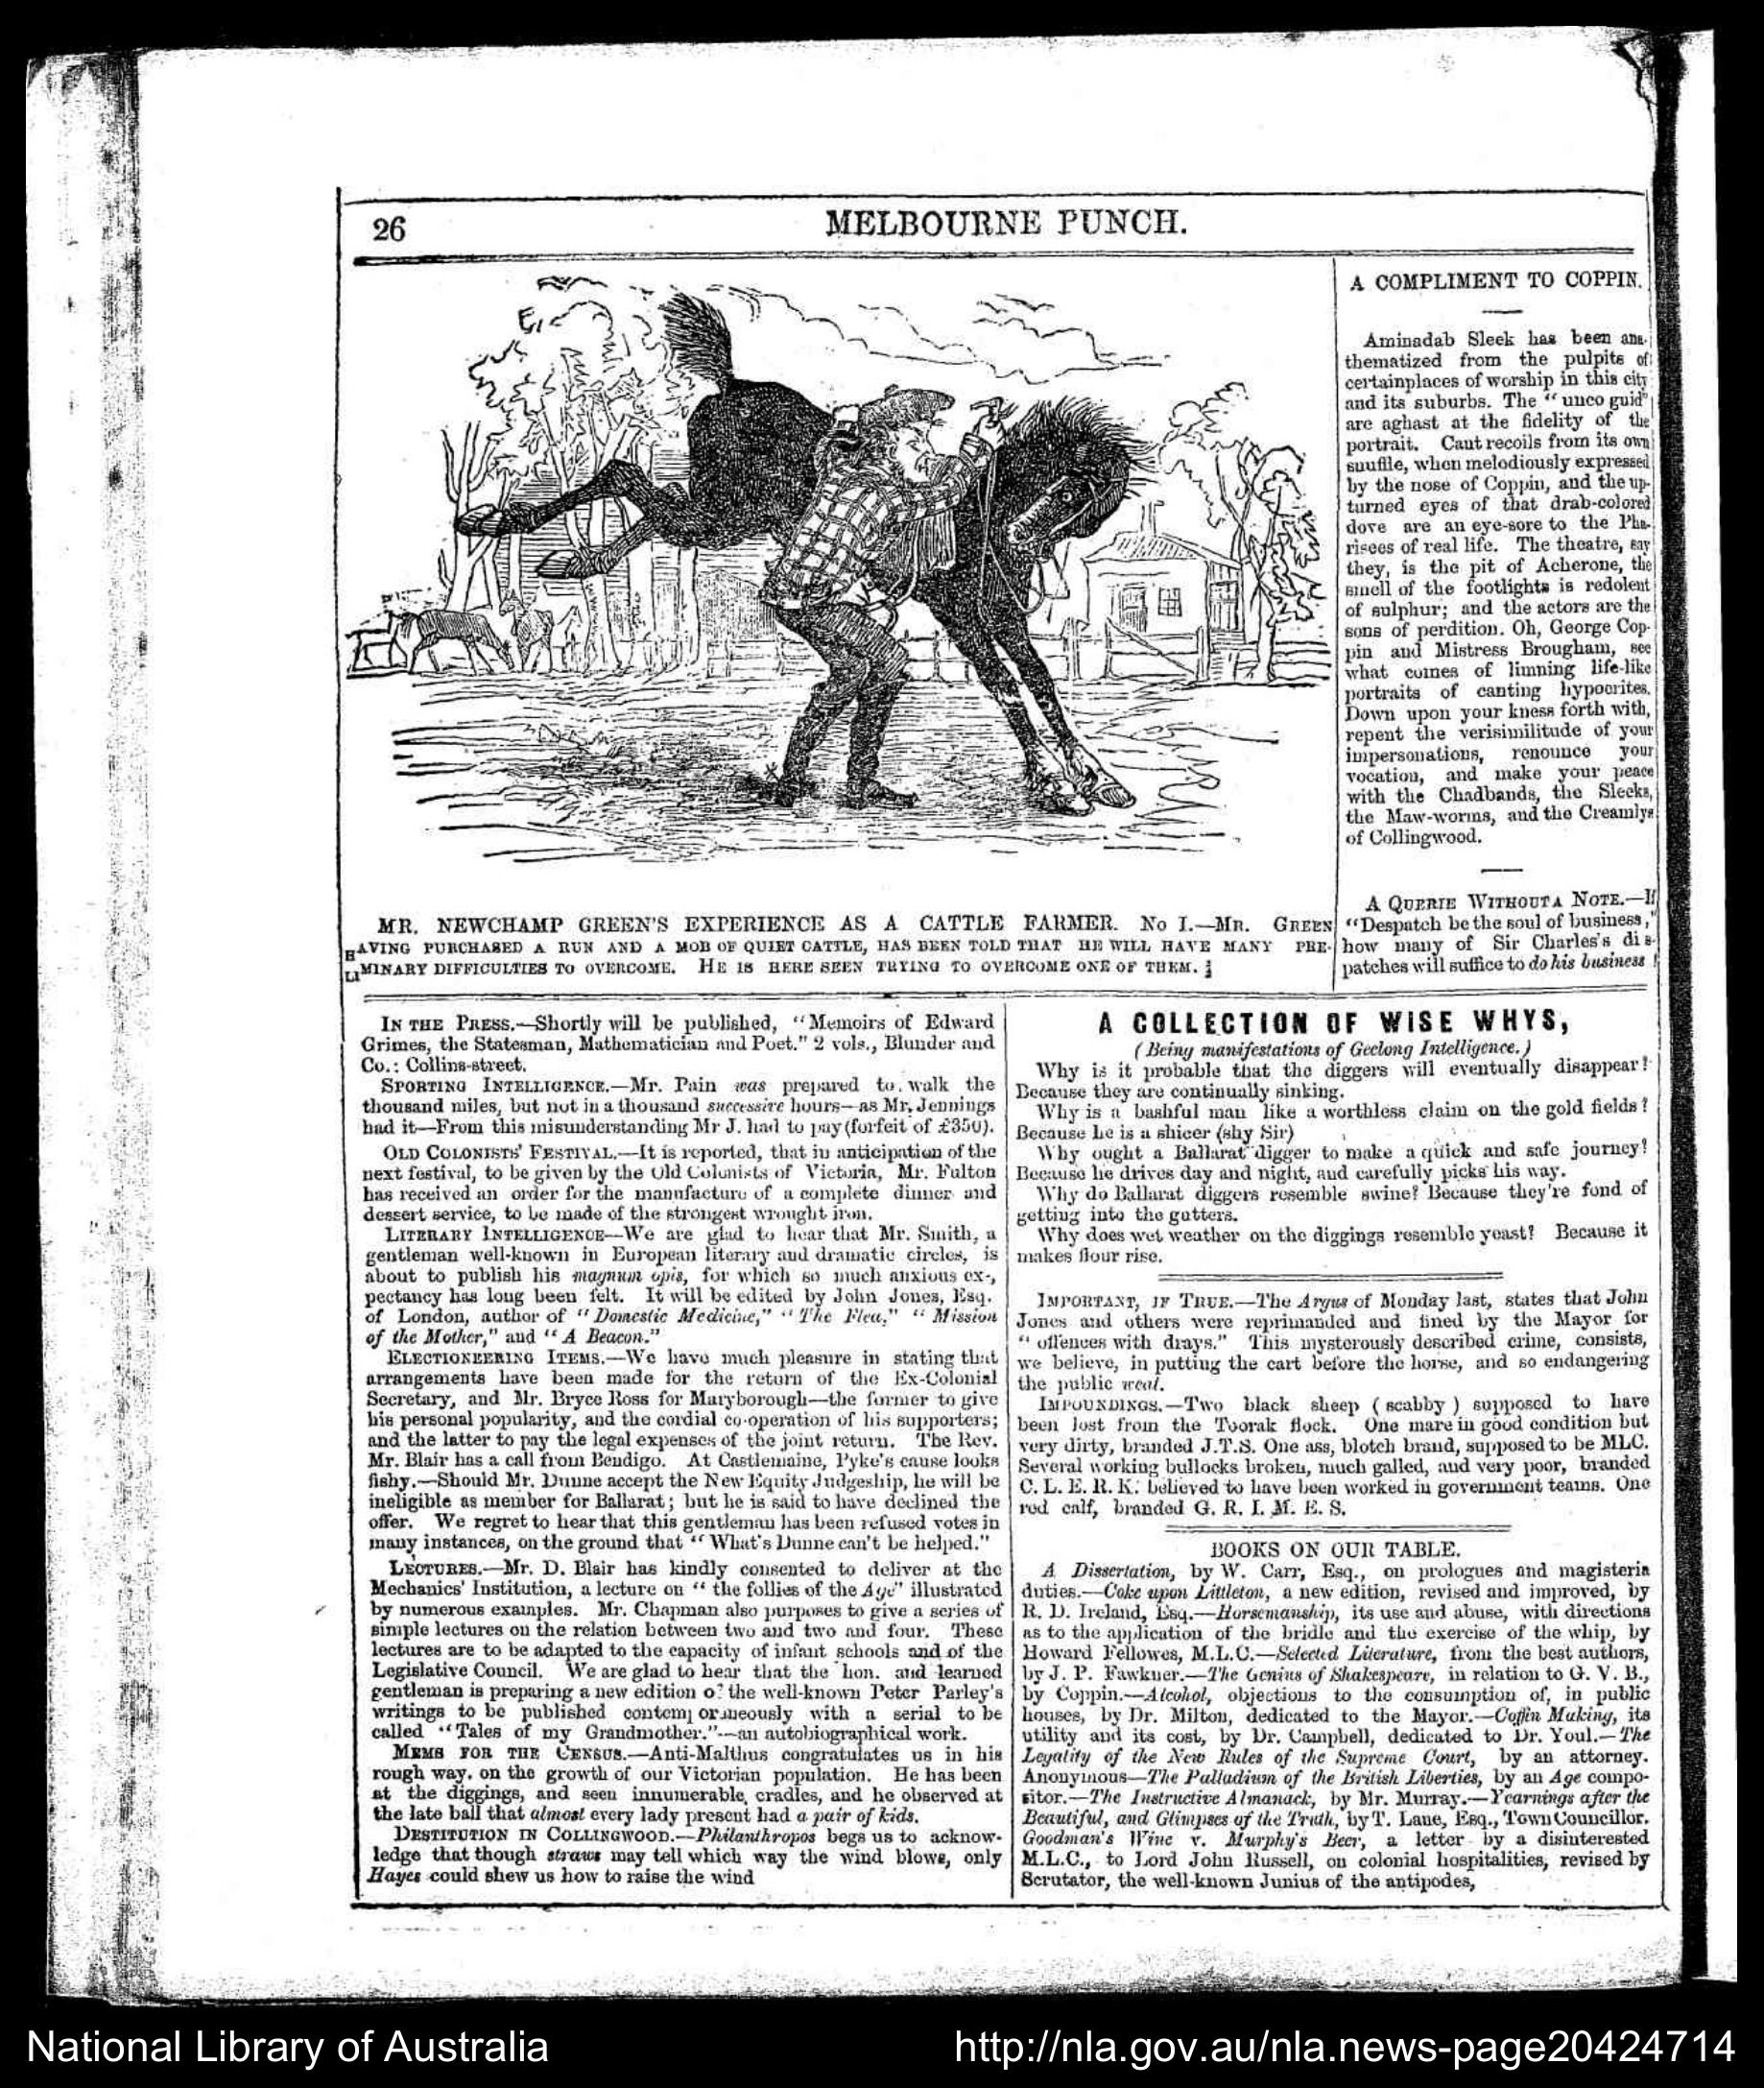 26
MELBOURNE PUNCH.
MR. NEWCHAMP GREEN'S EXPERIENCE AS A CATTLE FARMER. No I.—MR. GREEN
HAVING PURCHASED A RUN AND A MOB OF QUIET CATTLE, HAS BEEN TOLD THAT HE WILL HAVE MANY PRE-
LIMINARY DIFFICULTIES TO OVERCOME. HE IS HERE SEEN TRYING TO OVERCOME ONE OF THEM.
A COMPLIMENT TO COPPIN.
Aminadab Sleek has been ana-
thematized from the pulpits of
certainplaces of worship in this city
and its suburbs. The "unco guid"
are aghast at the fidelity of the
portrait. Cant recoils from its own
snuffle, when melodiously expressed
by the nose of Coppin, and the up-
turned eyes of that drab-colored
dove are an eye-sore to the Pha-
risees of real life. The theatre, say
they, is the pit of Acherone, the
smell of the footlights is redolent
of sulphur; and the actors are the
sons of perdition. Oh, George Cop-
pin and Mistress Brougham, see
what comes of limning life-like
portraits of canting hypocrites.
Down upon your kness forth with,
repent the verisimilitude of your
impersonations, renounce your
vocation, and make your peace
with the Chadbands, the Sleeks,
the Maw-worms, and the Creamlys
of Collingwood.
A QUERIE WITHOUT A NOTE.—If
"Despatch be the soul of business,"
how many of Sir Charles's dis-
patches will suffice to do his business!
IN THE PRESS.—Shortly will be published, "Memoirs of Edward
Grimes, the Statesman, Mathematician and Poet." 2 vols., Blunder and
Co.: Collins-street.
SPORTING INTELLIGENCE.—Mr. Pain was prepared to walk the
thousand miles, but not in a thousand successive hours—as Mr. Jennings
had it—From this misunderstanding Mr J. had to pay (forfeit of £350).
OLD COLONISTS' FESTIVAL.—It is reported, that in anticipation of the
next festival, to be given by the Old Colonists of Victoria, Mr. Fulton
has received an order for the manufacture of a complete dinner and
dessert service, to be made of the strongest wrought iron.
LITERARY INTELLIGENCE—We are glad to hear that Mr. Smith, a
gentleman well-known in European literary and dramatic circles, is
about to publish his magnum opis, for which so much anxious ex-,
pectancy has long been felt. It will be edited by John Jones, Esq.
of London, author of "Domestic Medicine," "The Flea," "Mission
of the Mother," and "A Beacon."
ELECTIONEERING ITEMS.—We have much pleasure in stating that
arrangements have been made for the return of the Ex-Colonial
Secretary, and Mr. Bryce Ross for Maryborough—the former to give
his personal popularity, and the cordial co-operation of his supporters;
and the latter to pay the legal expenses of the joint return. The Rev.
Mr. Blair has a call from Bendigo. At Castlemaine, Pyke's cause looks
fishy.—Should Mr. Dunne accept the New Equity Judgeship, he will be
ineligible as member for Ballarat; but he is said to have declined the
offer. We regret to hear that this gentleman has been refused votes in
many instances, on the ground that "What's Dunne can't be helped."
LECTURES.—Mr. D. Blair has kindly consented to deliver at the
Mechanics' Institution, a lecture on "the follies of the Age" illustrated
by numerous examples. Mr. Chapman also purposes to give a series of
simple lectures on the relation between two and two and four. These
lectures are to be adapted to the capacity of infant schools and of the
Legislative Council. We are glad to hear that the hon. and learned
gentleman is preparing a new edition of the well-known Peter Parley's
writings to be published contemporaneously with a serial to be
called "Tales of my Grandmother."—an autobiographical work.
MEMS FOR THE CENSUS.—Anti-Malthus congratulates us in his
rough way, on the growth of our Victorian population. He has been
at the diggings, and seen innumerable cradles, and he observed at
the late ball that almost every lady present had a pair of kids.
DESTITUTION IN COLLINGWOOD.—Philanthropos begs us to acknow-
ledge that though straws may tell which way the wind blows, only
Hayes could shew us how to raise the wind
A COLLECTION OF WISE WHYS,
(Being manifestations of Geelong Intelligence.)
Why is it probable that the diggers will eventually disappear?
Because they are continually sinking.
Why is a bashful man like a worthless claim on the gold fields?
Because he is a shicer (shy Sir)
Why ought a Ballarat digger to make a quick and safe journey?
Because he drives day and night, and carefully picks his way.
Why do Ballarat diggers resemble swine? Because they're fond of
getting into the gutters.
Why does wet weather on the diggings resemble yeast? Because it
makes flour rise.
IMPORTANT, IF TRUE.—The Argus of Monday last, states that John
Jones and others were reprimanded and fined by the Mayor for
"offences with drays." This mysterously described crime, consists,
we believe, in putting the cart before the horse, and so endangering
the public weal.
IMPOUNDINGS.—Two black sheep (scabby) supposed to have
been lost from the Toorak flock. One mare in good condition but
very dirty, branded J.T.S. One ass, blotch brand, supposed to be MLC.
Several working bullocks broken, much galled, and very poor, branded
C. L. E. R. K. believed to have been worked in government teams. One
red calf, branded G. R. I. M. E. S.
BOOKS ON OUR TABLE.
A Dissertation, by W. Carr, Esq., on prologues and magisteria
duties.—Coke upon Littleton, a new edition, revised and improved, by
R. D. Ireland, Esq.—Horsemanship, its use and abuse, with directions
as to the application of the bridle and the exercise of the whip, by
Howard Fellowes, M.L.C.—Selected Literature, from the best authors,
by J. P. Fawkner.—The Genius of Shakespeare, in relation to G. V. B.,
by Coppin.—Alcohol, objections to the consumption of, in public
houses, by Dr. Milton, dedicated to the Mayor.—Coffin Making, its
utility and its cost, by Dr. Campbell, dedicated to Dr. Youl.—The
Legality of the New Rules of the Supreme Court, by an attorney.
Anonymous—The Palladium of the British Liberties, by an Age compo-
sitor.—The Instructive Almanack, by Mr. Murray.—Yearnings after the
Beautiful, and Glimpses of the Truth, by T. Lane, Esq., Town Councillor.
Goodman's Wine v. Murphy's Beer, a letter by a disinterested
M.L.C., to Lord John Russell, on colonial hospitalities, revised by
Scrutator, the well-known Junius of the antipodes,
National Library of Australia
http://nla.gov.au/nla.news-page20424714